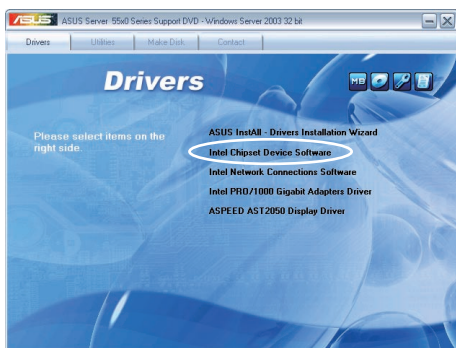 ASUS ASUS Server 55x0 Series Support DVD - Windows Server 2003 32 bit
Drivers Utilities Make Disk Contact
Drivers
MB
Please select items on the
right side.
ASUS InstAll - Drivers Installation Wizard
Intel Chipset Device Software
Intel Network Connections Software
Intel PRO/1000 Gigabit Adapters Driver
ASPEED AST2050 Display Driver